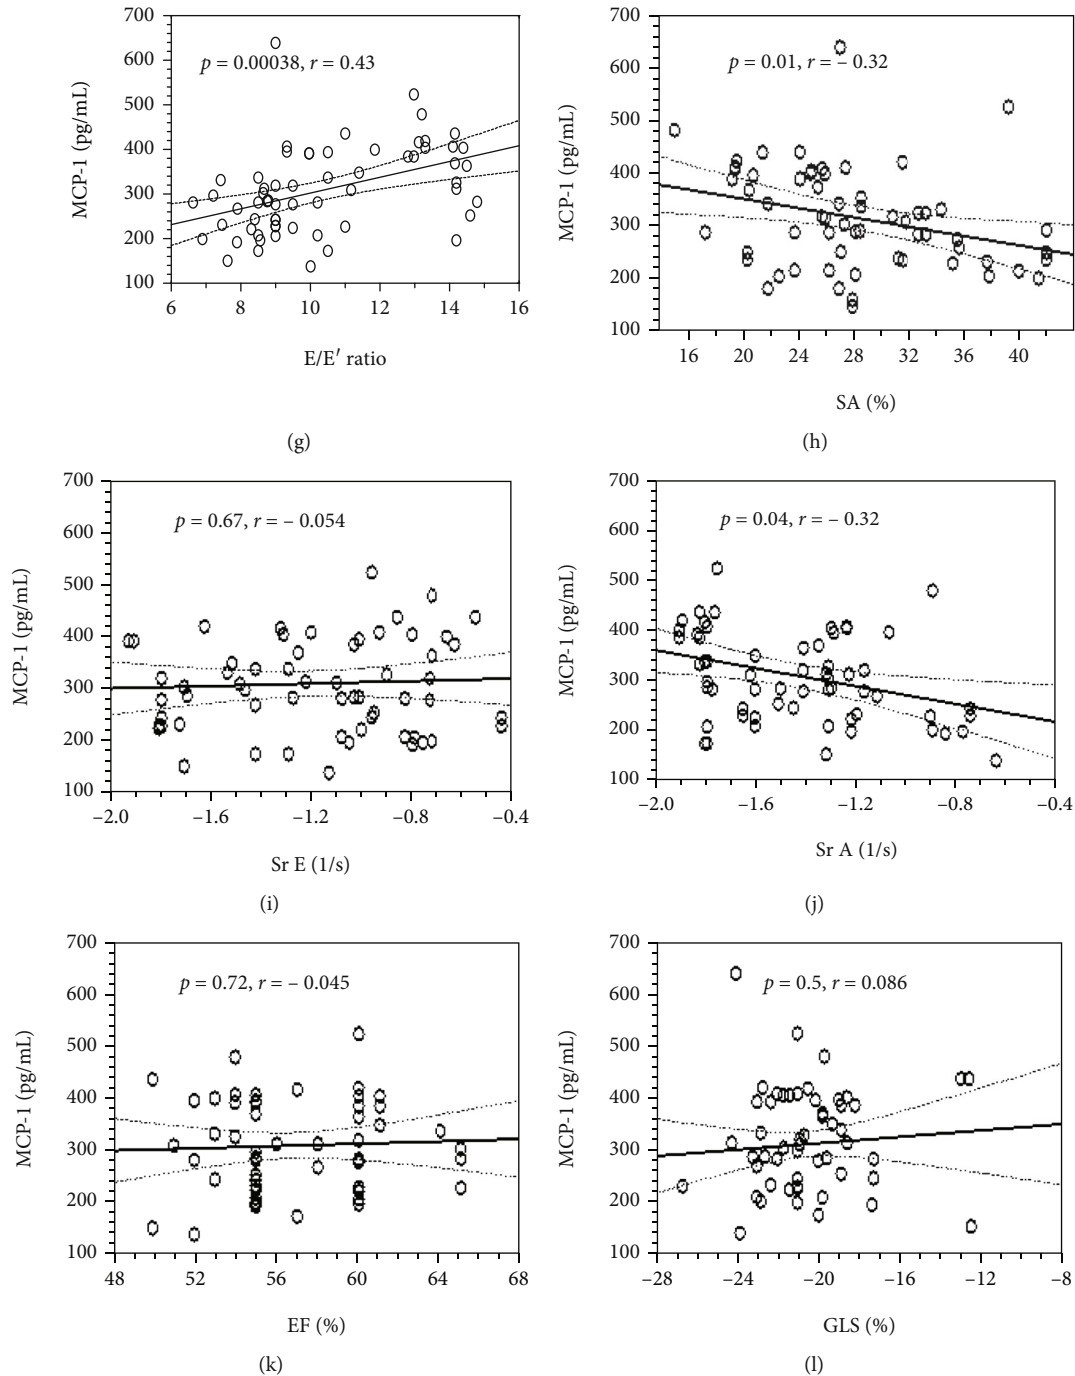 700
600
500
400
300
200
100
MCP-1 (pg/mL)
p = 0.00038, r = 0.43
6 8 10 12 14 16
E/E′ ratio
(g)
700
600
500
400
300
200
100
MCP-1 (pg/mL)
p = 0.01, r = – 0.32
16 20 24 28 32 36 40
SA (%)
(h)
700
600
500
400
300
200
100
MCP-1 (pg/mL)
p = 0.67, r = – 0.054
–2.0 –1.6 –1.2 –0.8 –0.4
Sr E (1/s)
(i)
700
600
500
400
300
200
100
MCP-1 (pg/mL)
p = 0.04, r = – 0.32
–2.0 –1.6 –1.2 –0.8 –0.4
Sr A (1/s)
(j)
700
600
500
400
300
200
100
MCP-1 (pg/mL)
p = 0.72, r = – 0.045
48 52 56 60 64 68
EF (%)
(k)
700
600
500
400
300
200
100
MCP-1 (pg/mL)
p = 0.5, r = 0.086
–28 –24 –20 –16 –12 –8
GLS (%)
(l)